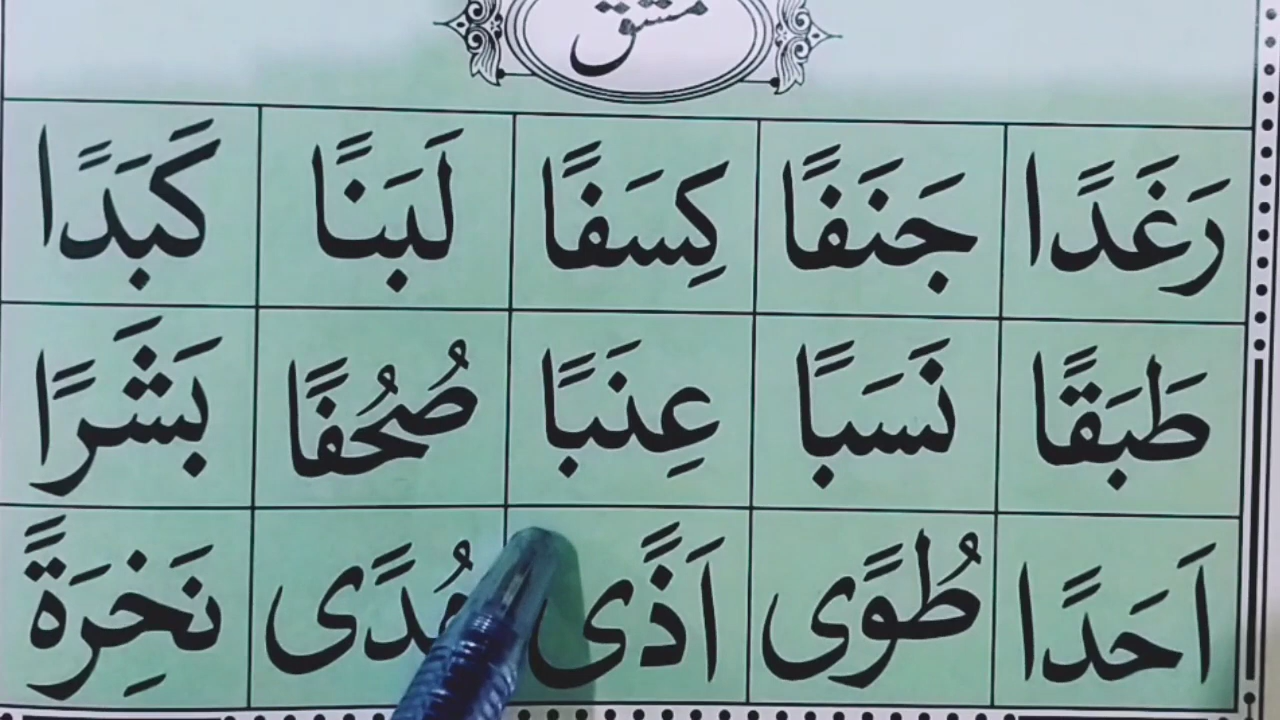 مشق
رَغَدًا جَنَفًا كِسَفًا لَبَنًا كَبَدًا
طَبَقًا نَسَبًا عِنَبًا صُحُفًا بَشَرًا
اَحَدًا طُوًى اَذًى هُدًى نَخِرَةً